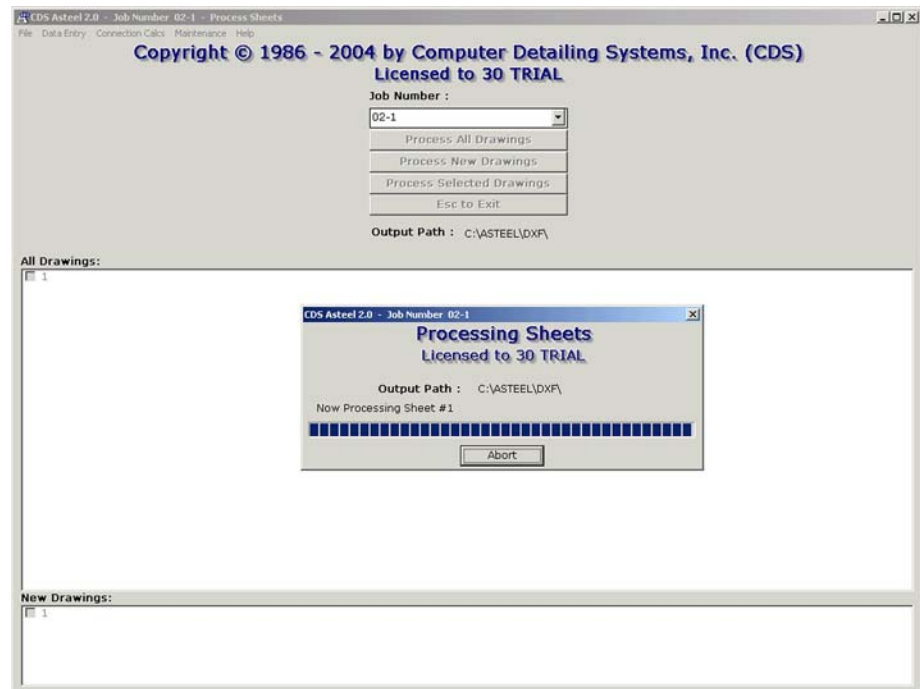 CDS Asteel 2.0 - Job Number 02-1 - Process Sheets
File Data Entry Connection Calcs Maintenance Help
Copyright © 1986 - 2004 by Computer Detailing Systems, Inc. (CDS)
Licensed to 30 TRIAL
Job Number :
02-1
Process All Drawings
Process New Drawings
Process Selected Drawings
Esc to Exit
Output Path : C:\ASTEEL\DXF\
All Drawings:
1
CDS Asteel 2.0 - Job Number 02-1
Processing Sheets
Licensed to 30 TRIAL
Output Path : C:\ASTEEL\DXF\
Now Processing Sheet #1
Abort
New Drawings:
1